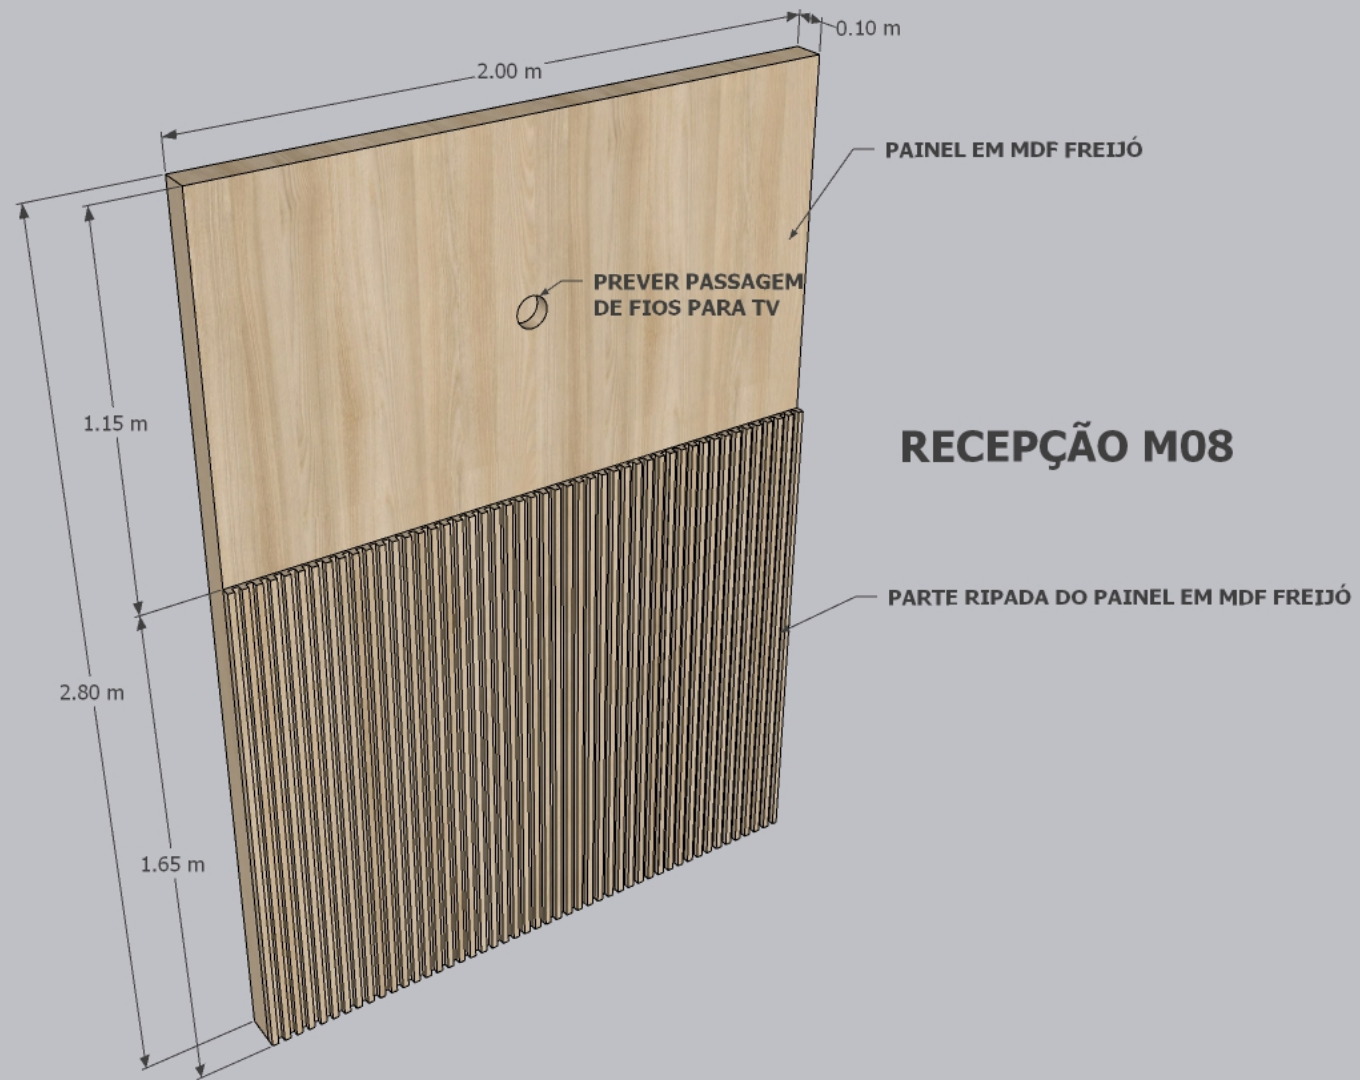 0.10 m
2.00 m
PAINEL EM MDF FREIJÓ
PREVER PASSAGEM
DE FIOS PARA TV
1.15 m
RECEPÇÃO M08
PARTE RIPADA DO PAINEL EM MDF FREIJÓ
2.80 m
1.65 m